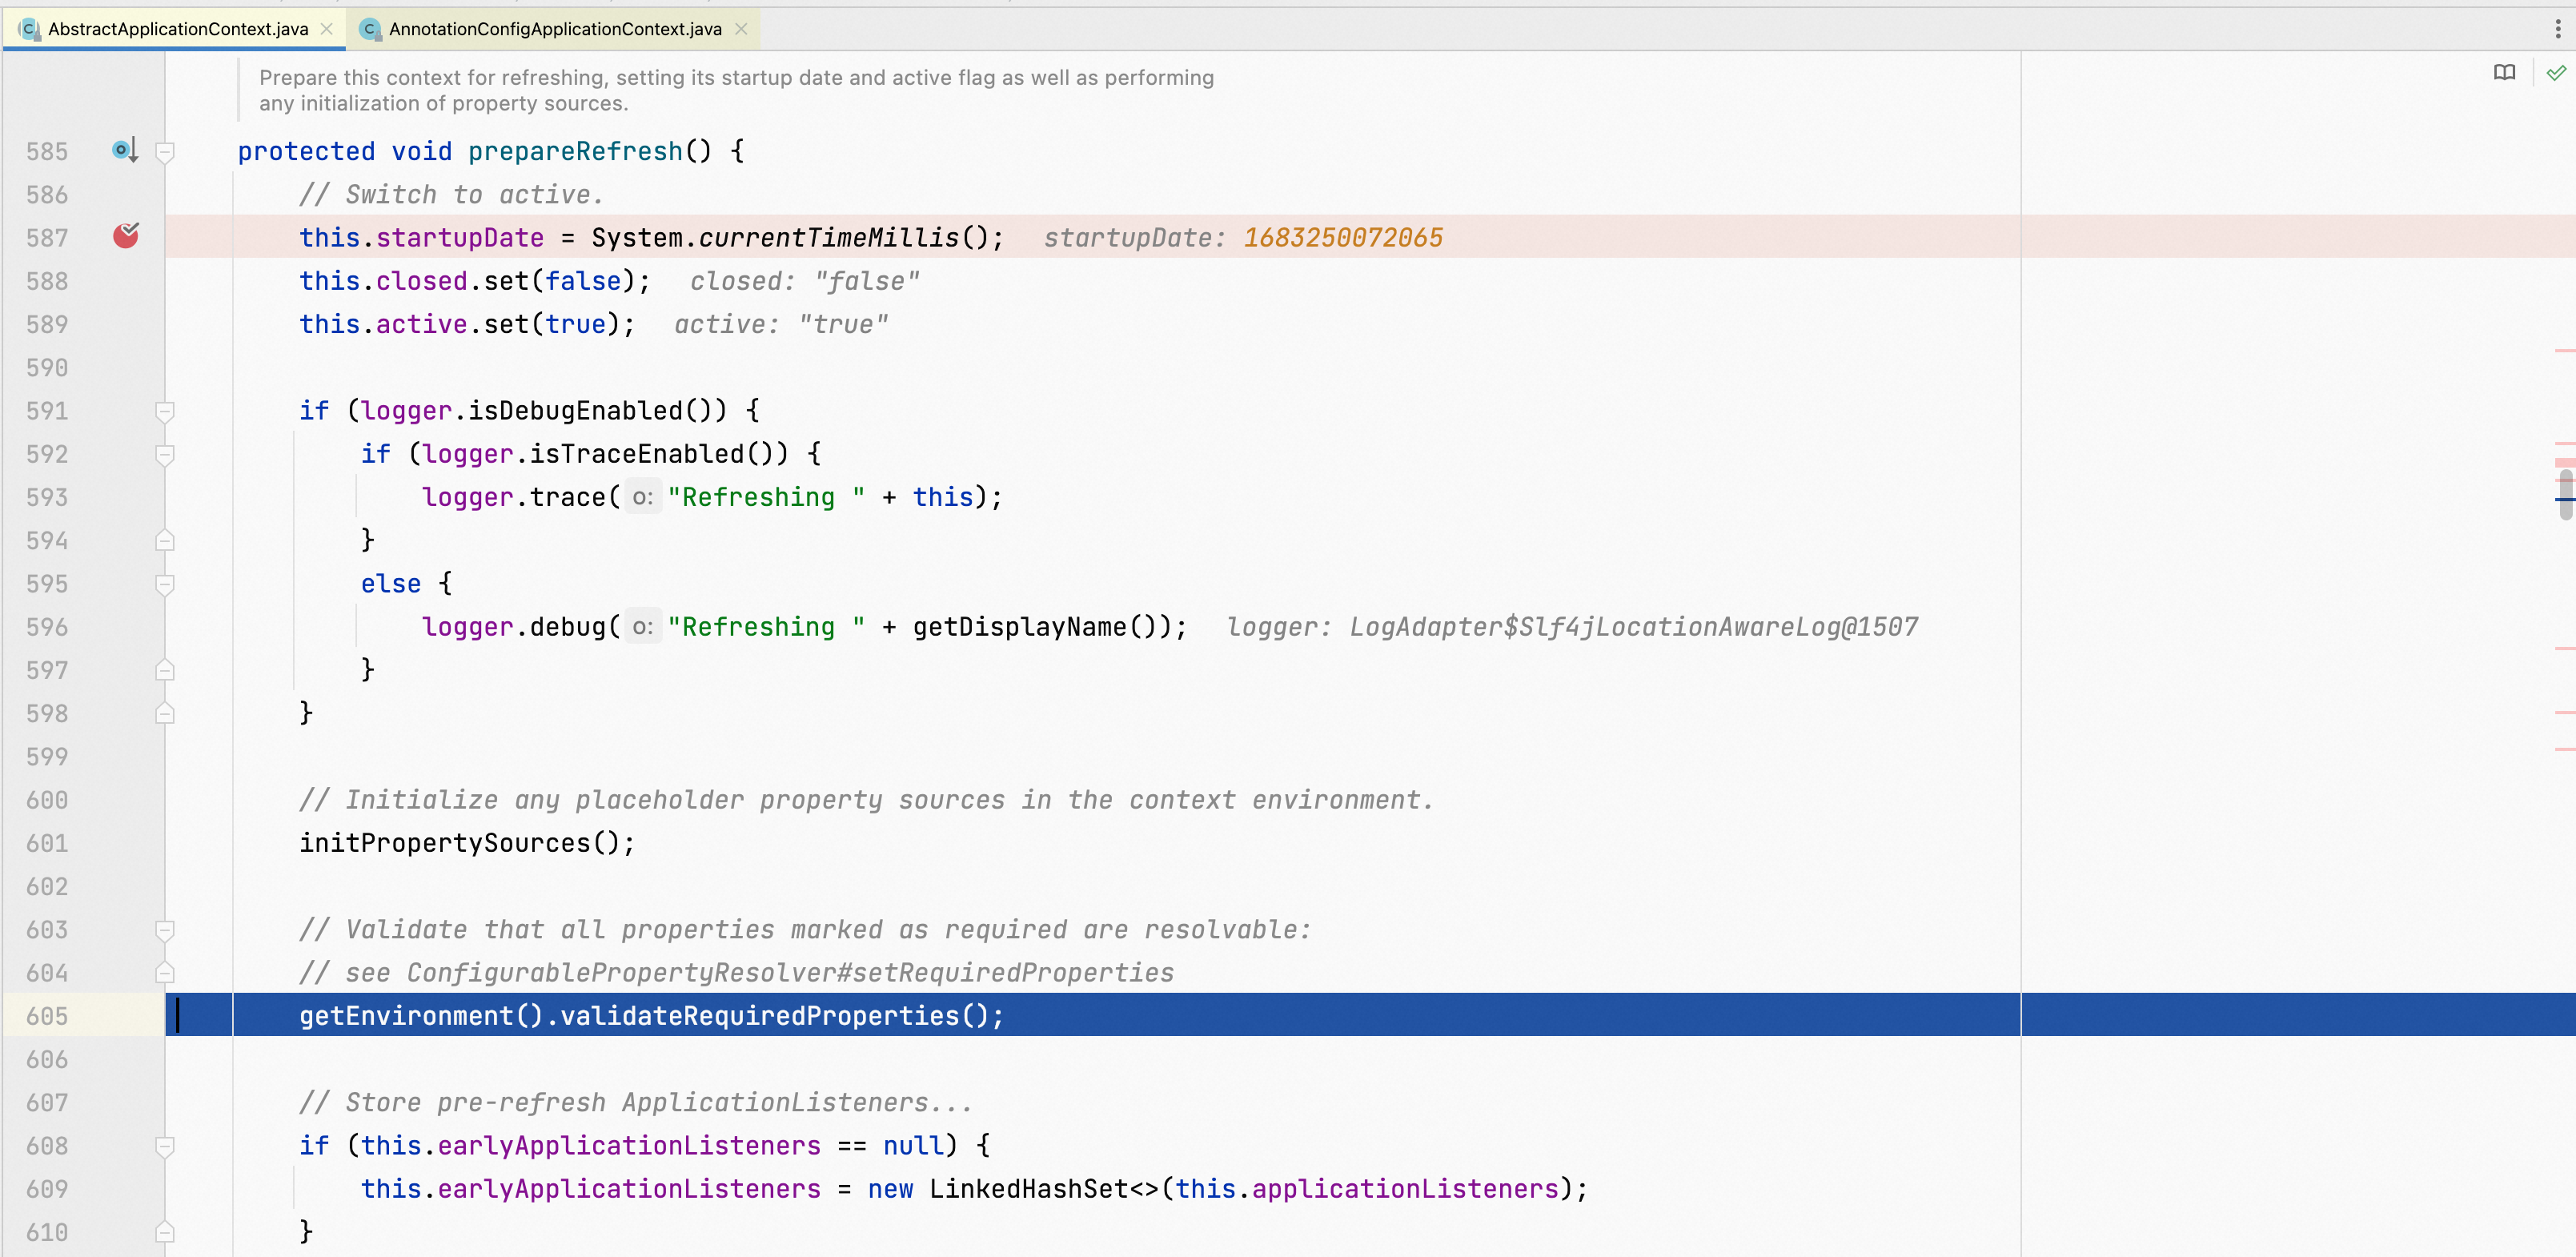 AbstractApplicationContext.java AnnotationConfigApplicationContext.java
Prepare this context for refreshing, setting its startup date and active flag as well as performing
any initialization of property sources.
585 protected void prepareRefresh() {
586 // Switch to active.
587 this.startupDate = System.currentTimeMillis(); startupDate: 1683250072065
588 this.closed.set(false); closed: "false"
589 this.active.set(true); active: "true"
590
591 if (logger.isDebugEnabled()) {
592 if (logger.isTraceEnabled()) {
593 logger.trace( o: "Refreshing " + this);
594 }
595 else {
596 logger.debug( o: "Refreshing " + getDisplayName()); logger: LogAdapter$Slf4jLocationAwareLog@1507
597 }
598 }
599
600 // Initialize any placeholder property sources in the context environment.
601 initPropertySources();
602
603 // Validate that all properties marked as required are resolvable:
604 // see ConfigurablePropertyResolver#setRequiredProperties
605 getEnvironment().validateRequiredProperties();
606
607 // Store pre-refresh ApplicationListeners...
608 if (this.earlyApplicationListeners == null) {
609 this.earlyApplicationListeners = new LinkedHashSet<>(this.applicationListeners);
610 }